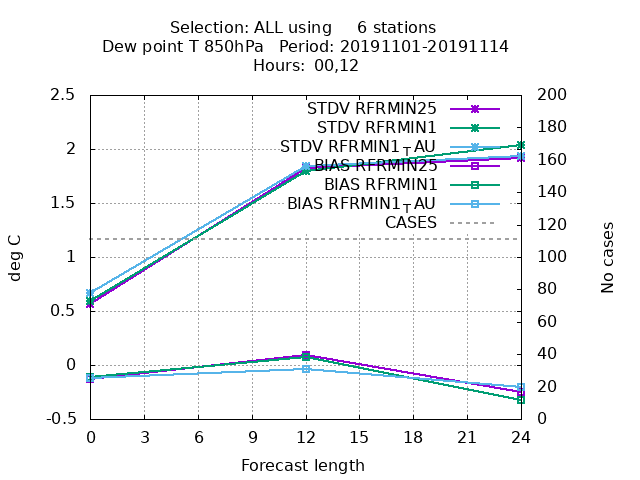 Selection: ALL using 6 stations
Dew point T 850hPa Period: 20191101-20191114
Hours: 00,12
2.5
2
1.5
1
0.5
0
-0.5
deg C
STDV RFRMIN25
STDV RFRMIN1
STDV RFRMIN1_TAU
BIAS RFRMIN25
BIAS RFRMIN1
BIAS RFRMIN1_TAU
CASES
200
180
160
140
120
100
80
60
40
20
0
No cases
0 3 6 9 12 15 18 21 24
Forecast length